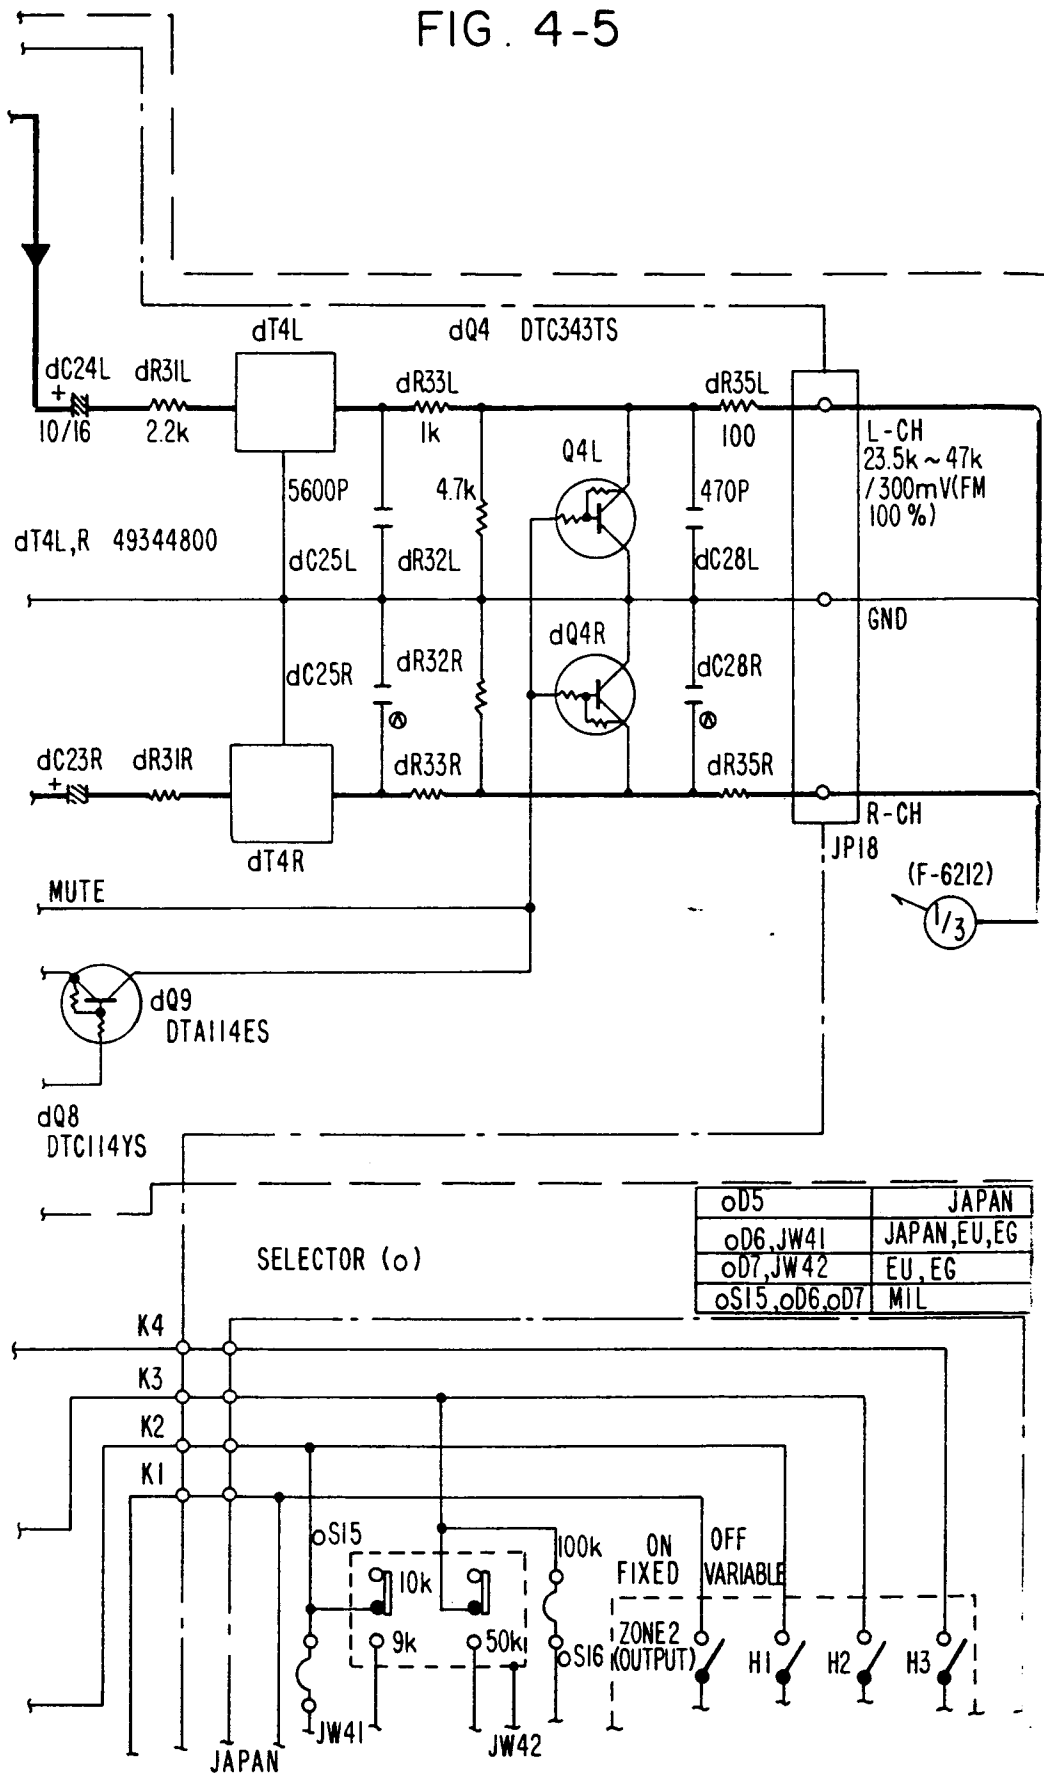 FIG. 4-5
dT4L
dQ4 DTC343TS
dC24L
dR31L
dR33L
dR35L
+
10/16
2.2k
1k
100
L-CH
23.5k~47k
/300mV(FM
100%)
Q4L
5600P
4.7k
470P
dT4L,R 49344800
dC25L
dR32L
dC28L
GND
dQ4R
dC25R
dR32R
dC28R
dC23R
dR31R
dR33R
dR35R
+
R-CH
JP18
dT4R
MUTE
(F-6212)
1/3
dQ9
DTA114ES
dQ8
DTC114YS
oD5 JAPAN
oD6,JW41 JAPAN,EU,EG
oD7,JW42 EU,EG
oS15,oD6,oD7 MIL
SELECTOR (o)
K4
K3
K2
K1
oS15
100k
ON OFF
FIXED VARIABLE
10k
9k
50k
oS16
ZONE2
(OUTPUT)
H1
H2
H3
JW41
JW42
JAPAN